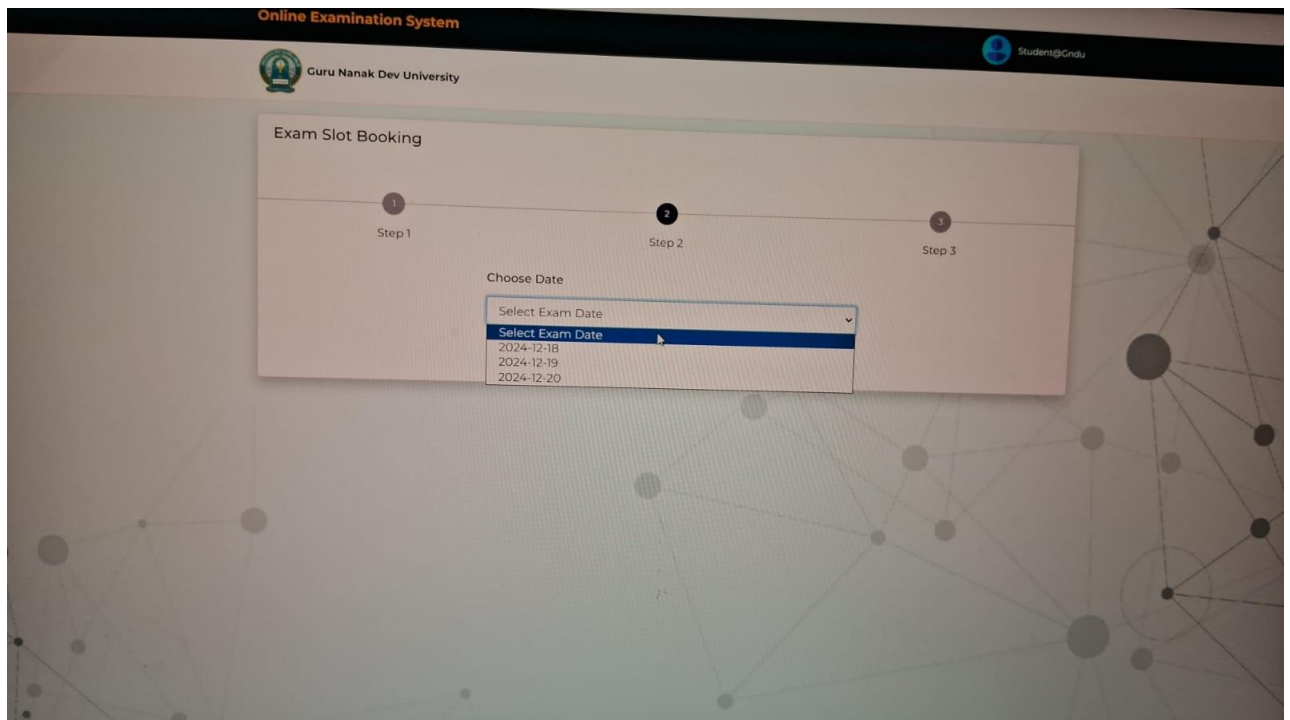 Online Examination System
Student@Gndu
Guru Nanak Dev University
Exam Slot Booking
1
2
3
Step 1
Step 2
Step 3
Choose Date
Select Exam Date
Select Exam Date
2024-12-18
2024-12-19
2024-12-20